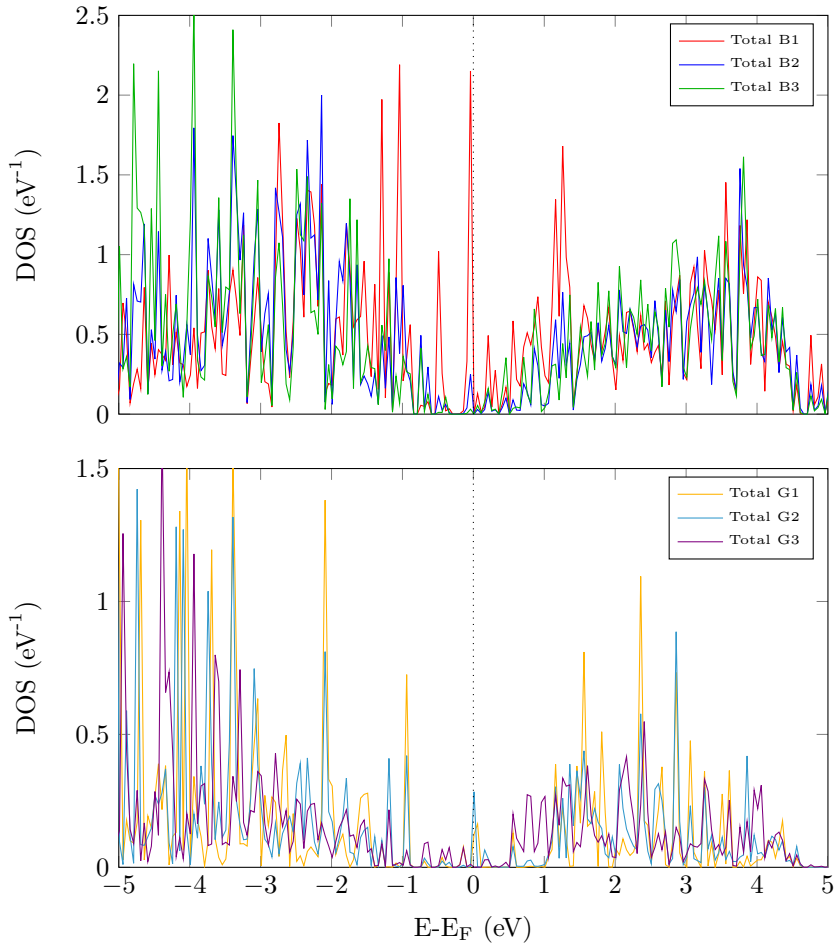 2.5
2
1.5
1
0.5
0
DOS (eV⁻¹)
Total B1
Total B2
Total B3
1.5
1
0.5
0
DOS (eV⁻¹)
Total G1
Total G2
Total G3
−5 −4 −3 −2 −1 0 1 2 3 4 5
E-E_F (eV)